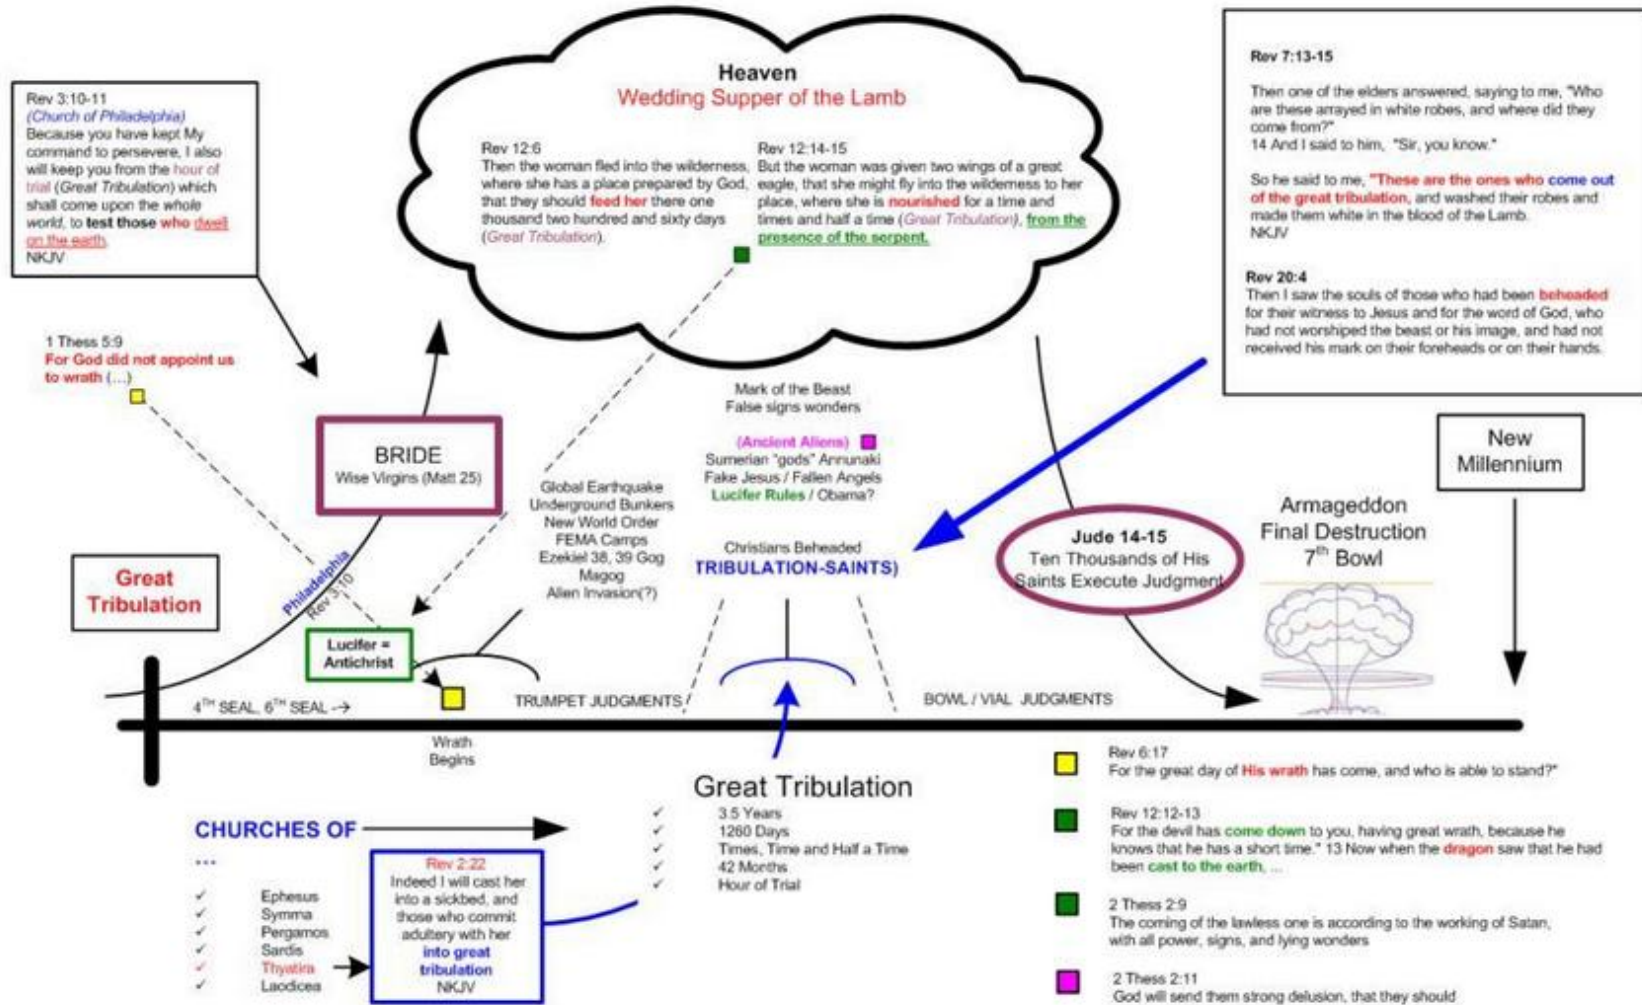 Rev 3:10-11
(Church of Philadelphia)
Because you have kept My
command to persevere, I also
will keep you from the hour of
trial (Great Tribulation) which
shall come upon the whole
world, to test those who dwell
on the earth.
NKJV
Heaven
Wedding Supper of the Lamb
Rev 12:6
Then the woman fled into the wilderness,
where she has a place prepared by God,
that they should feed her there one
thousand two hundred and sixty days
(Great Tribulation).
Rev 12:14-15
But the woman was given two wings of a great
eagle, that she might fly into the wilderness to her
place, where she is nourished for a time and
times and half a time (Great Tribulation), from the
presence of the serpent.
Rev 7:13-15
Then one of the elders answered, saying to me, "Who
are these arrayed in white robes, and where did they
come from?"
14 And I said to him, "Sir, you know."
So he said to me, "These are the ones who come out
of the great tribulation, and washed their robes and
made them white in the blood of the Lamb.
NKJV
Rev 20:4
Then I saw the souls of those who had been beheaded
for their witness to Jesus and for the word of God, who
had not worshiped the beast or his image, and had not
received his mark on their foreheads or on their hands.
1 Thess 5:9
For God did not appoint us
to wrath (...)
BRIDE
Wise Virgins (Matt 25)
Mark of the Beast
False signs wonders
(Ancient Aliens)
Sumerian "gods" Annunaki
Fake Jesus / Fallen Angels
Lucifer Rules / Obama?
Christians Beheaded
TRIBULATION-SAINTS)
Global Earthquake
Underground Bunkers
New World Order
FEMA Camps
Ezekiel 38, 39 Gog
Magog
Alien Invasion(?)
New
Millennium
Jude 14-15
Ten Thousands of His
Saints Execute Judgment
Armageddon
Final Destruction
7th Bowl
Great
Tribulation
Philadelphia
Rev 3:10
Lucifer =
Antichrist
4TH SEAL, 6TH SEAL ->
TRUMPET JUDGMENTS
BOWL / VIAL JUDGMENTS
Wrath
Begins
CHURCHES OF
...
✓ Ephesus
✓ Symma
✓ Pergamos
✓ Sardis
✓ Thyatira
✓ Laodicea
Rev 2:22
Indeed I will cast her
into a sickbed, and
those who commit
adultery with her
into great
tribulation
NKJV
Great Tribulation
✓ 3.5 Years
✓ 1260 Days
✓ Times, Time and Half a Time
✓ 42 Months
✓ Hour of Trial
Rev 6:17
For the great day of His wrath has come, and who is able to stand?"
Rev 12:12-13
For the devil has come down to you, having great wrath, because he
knows that he has a short time." 13 Now when the dragon saw that he had
been cast to the earth, ...
2 Thess 2:9
The coming of the lawless one is according to the working of Satan,
with all power, signs, and lying wonders
2 Thess 2:11
God will send them strong delusion, that they should